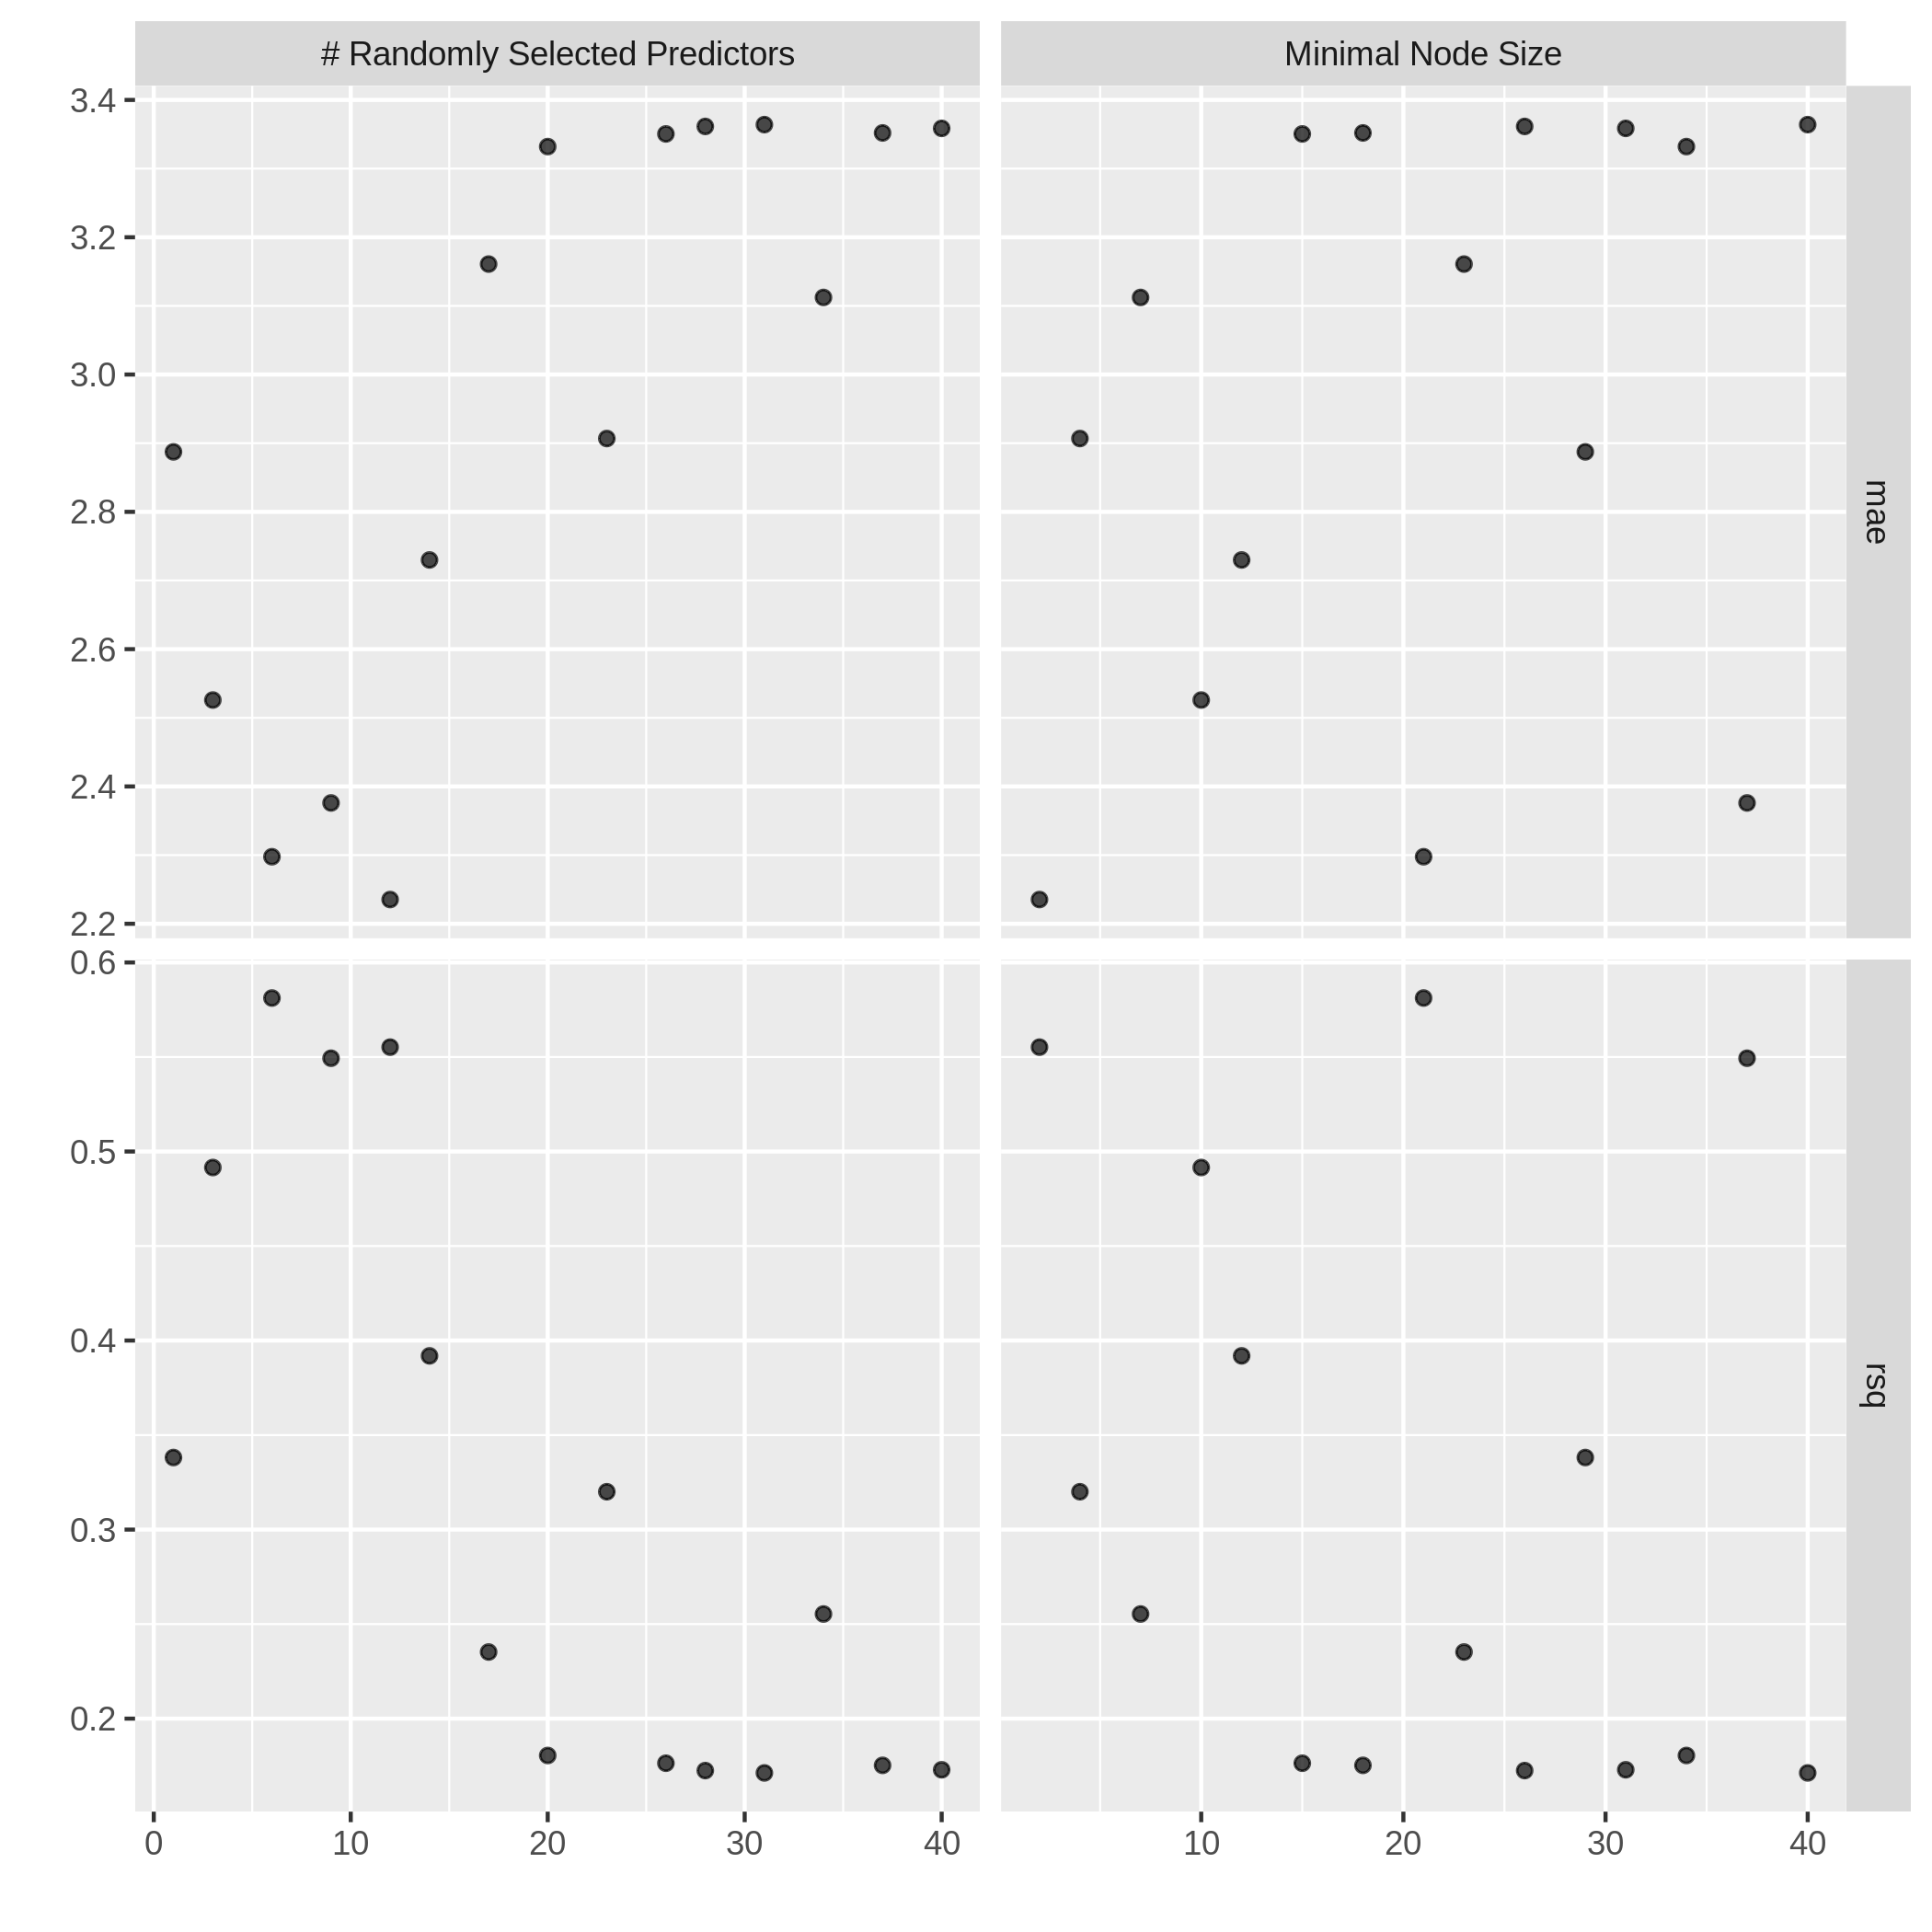 # Randomly Selected Predictors
Minimal Node Size
3.4
3.2
3.0
2.8
2.6
2.4
2.2
mae
0.6
0.5
0.4
0.3
0.2
rsq
0 10 20 30 40
10 20 30 40